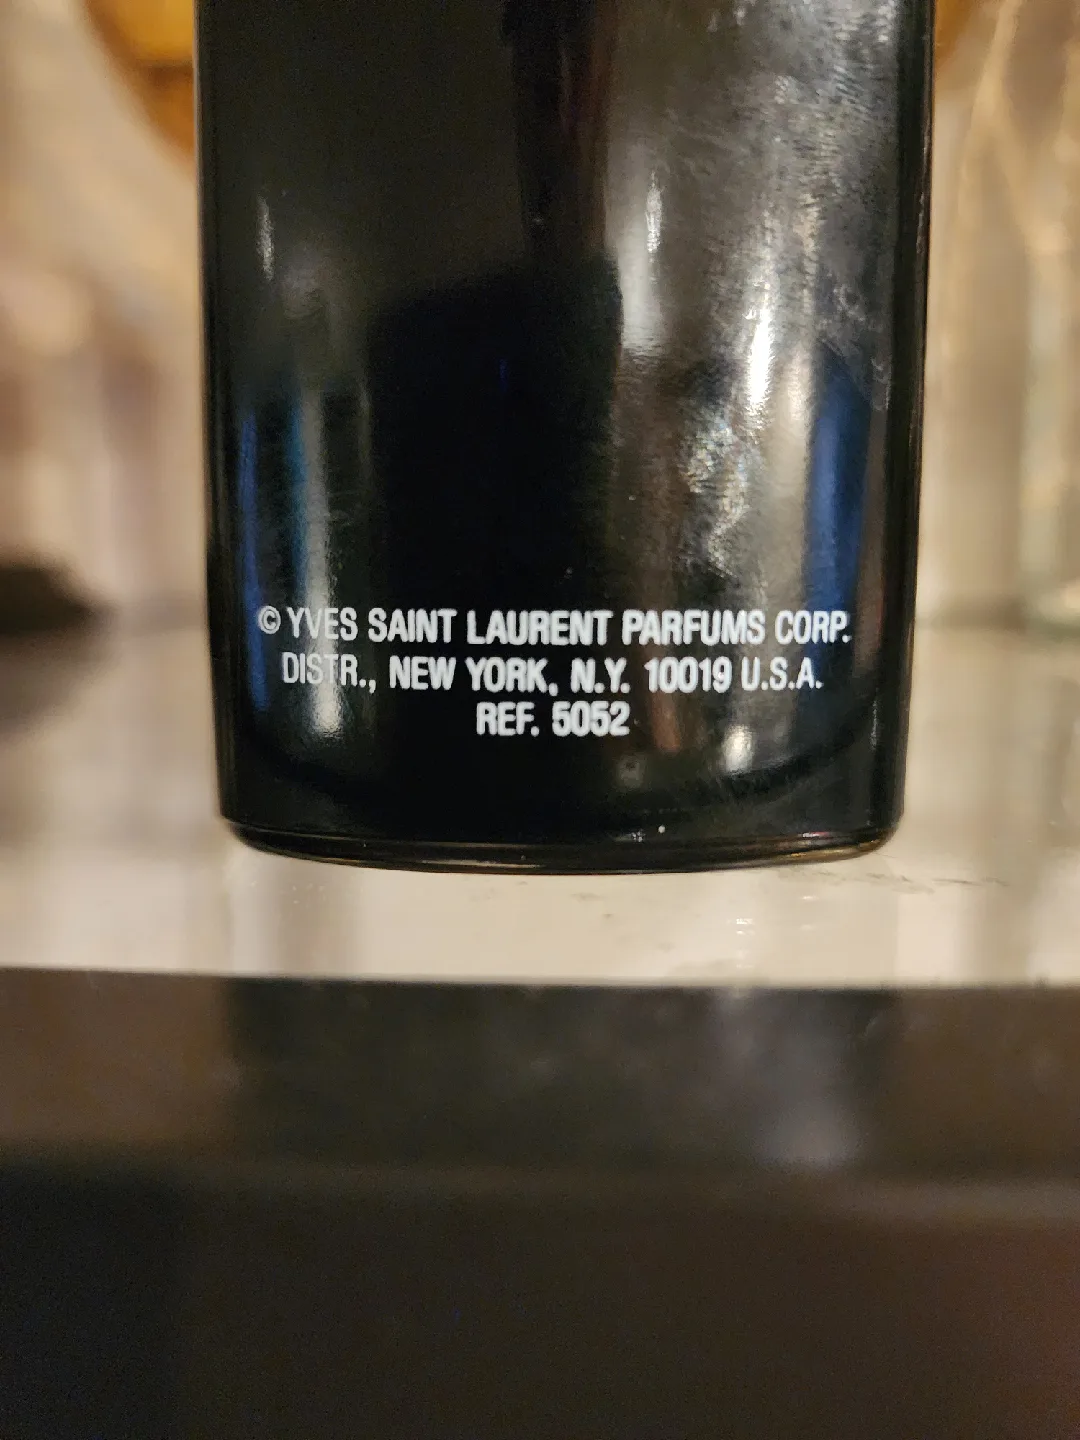 © YVES SAINT LAURENT PARFUMS CORP.
DISTR., NEW YORK, N.Y. 10019 U.S.A.
REF. 5052